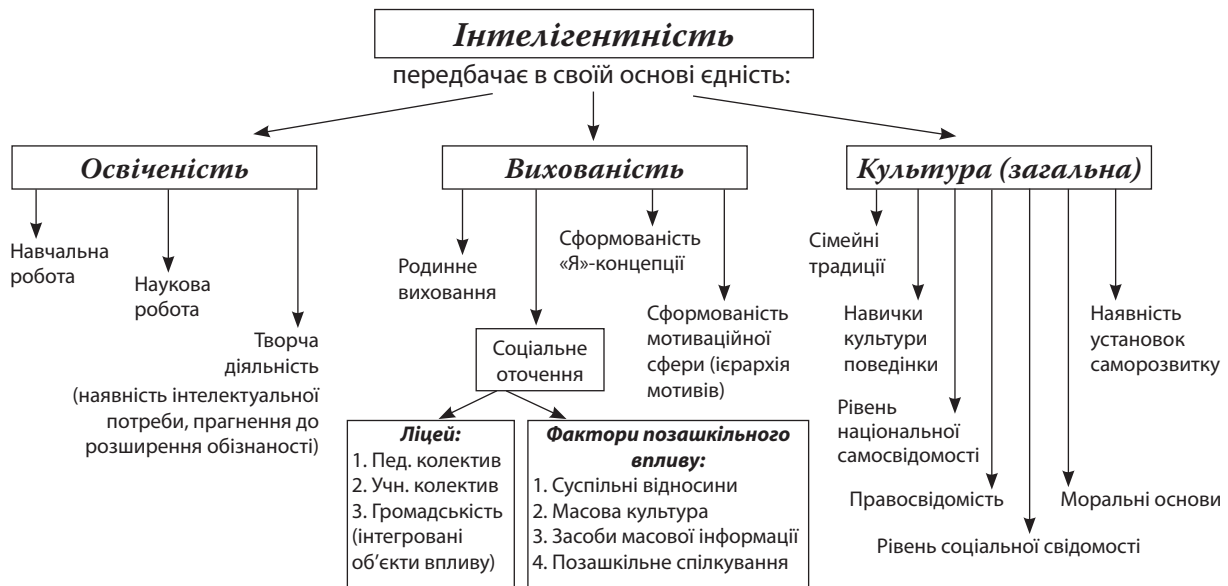 Інтелігентність
передбачає в своїй основі єдність:
Освіченість
Навчальна
робота
Наукова
робота
Творча
діяльність
(наявність інтелектуальної
потреби, прагнення до
розширення обізнаності)
Вихованість
Родинне
виховання
Соціальне
оточення
Сформованість
«Я»-концепції
Сформованість
мотиваційної
сфери (ієрархія
мотивів)
Ліцей:
1. Пед. колектив
2. Учн. колектив
3. Громадськість
(інтегровані
об’єкти впливу)
Фактори позашкільного
впливу:
1. Суспільні відносини
2. Масова культура
3. Засоби масової інформації
4. Позашкільне спілкування
Культура (загальна)
Сімейні
традиції
Навички
культури
поведінки
Рівень
національної
самосвідомості
Правосвідомість
Рівень соціальної свідомості
Моральні основи
Наявність
установок
саморозвитку